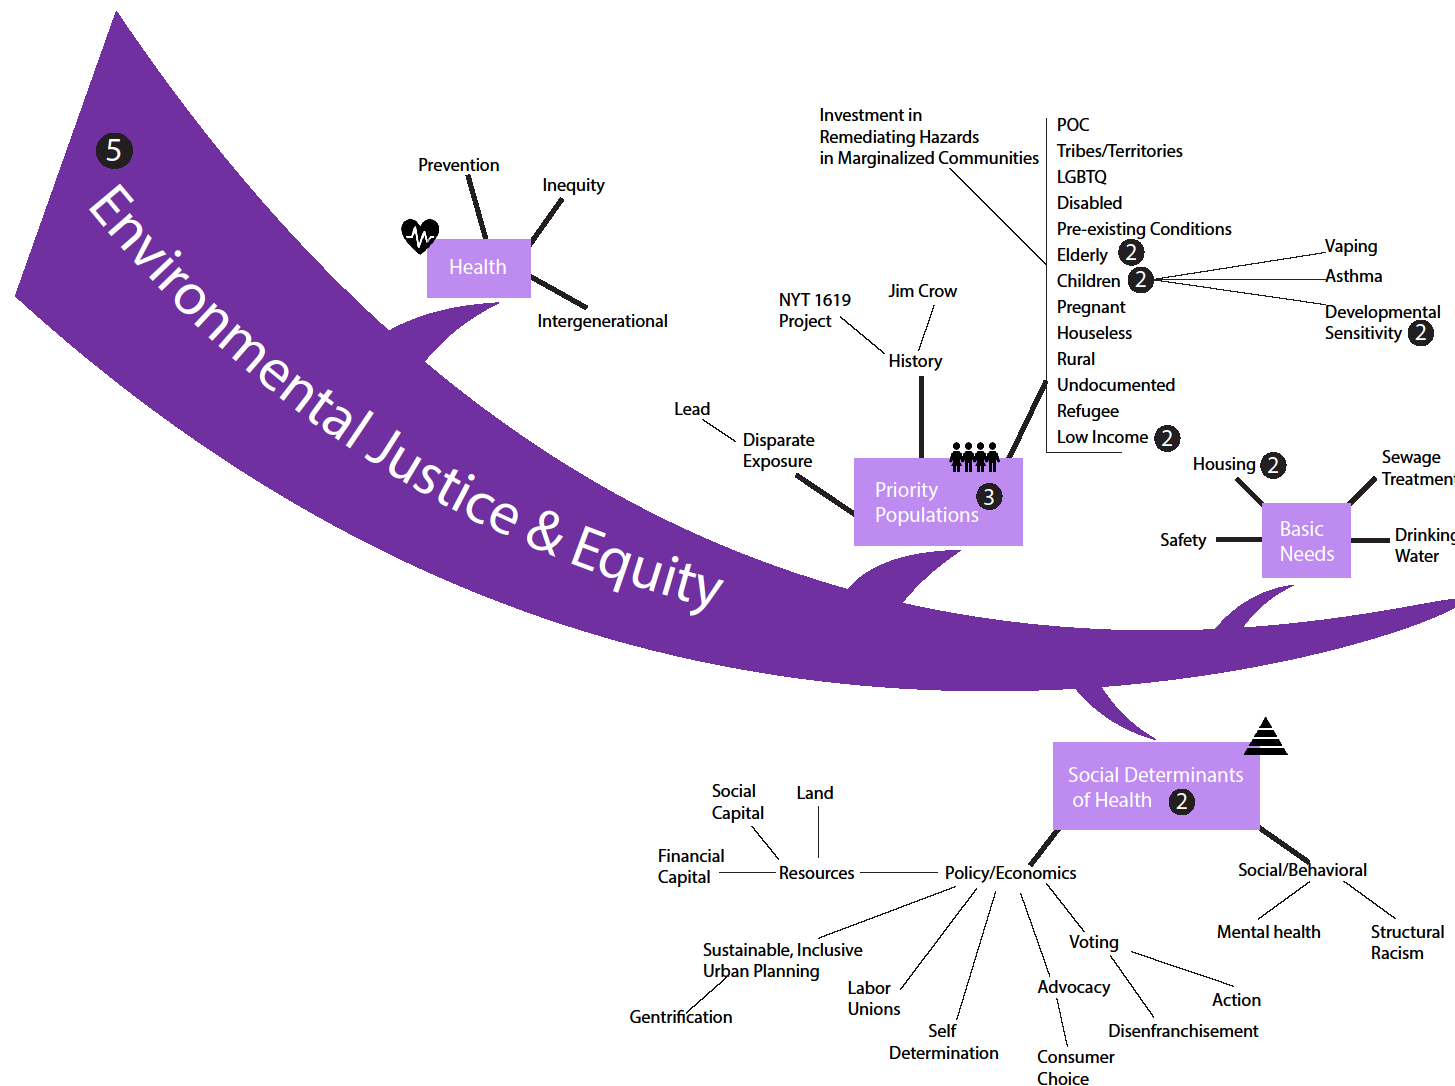 5
Environmental Justice & Equity
Prevention
Inequity
Health
Intergenerational
Investment in
Remediating Hazards
in Marginalized Communities
POC
Tribes/Territories
LGBTQ
Disabled
Pre-existing Conditions
Elderly 2
Children 2
Pregnant
Houseless
Rural
Undocumented
Refugee
Low Income 2
Vaping
Asthma
Developmental
Sensitivity 2
NYT 1619
Project
Jim Crow
History
Lead
Disparate
Exposure
Priority
Populations 3
Housing 2
Sewage
Treatment
Safety
Basic
Needs
Drinking
Water
Social Determinants
of Health 2
Social
Capital
Land
Financial
Capital
Resources
Policy/Economics
Social/Behavioral
Mental health
Structural
Racism
Sustainable, Inclusive
Urban Planning
Gentrification
Labor
Unions
Self
Determination
Voting
Advocacy
Action
Disenfranchisement
Consumer
Choice